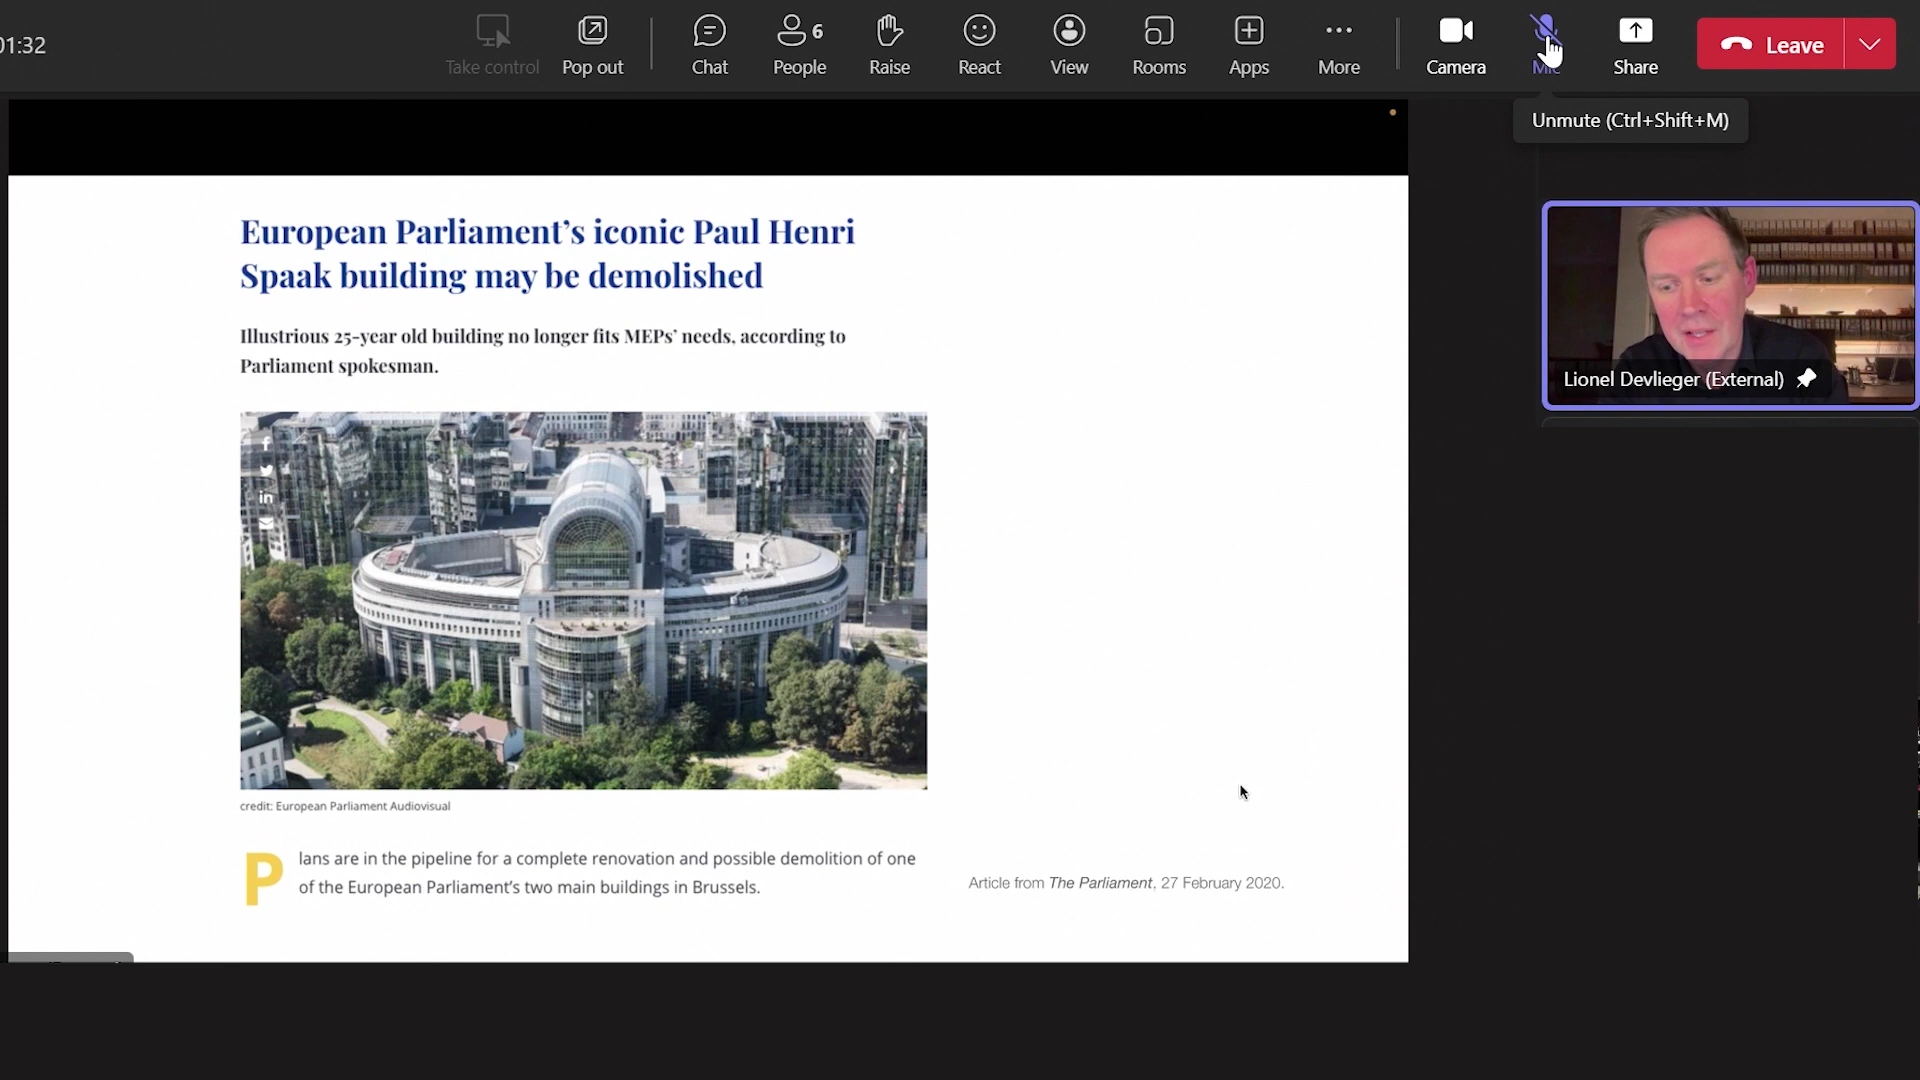 01:32
Take control
Pop out
Chat
6
People
Raise
React
View
Rooms
Apps
More
Camera
Mic
Share
Leave
Unmute (Ctrl+Shift+M)
European Parliament’s iconic Paul Henri
Spaak building may be demolished
Illustrious 25-year old building no longer fits MEPs’ needs, according to
Parliament spokesman.
f
in
credit: European Parliament Audiovisual
Plans are in the pipeline for a complete renovation and possible demolition of one
of the European Parliament’s two main buildings in Brussels.
Article from The Parliament, 27 February 2020.
Lionel Devlieger (External)